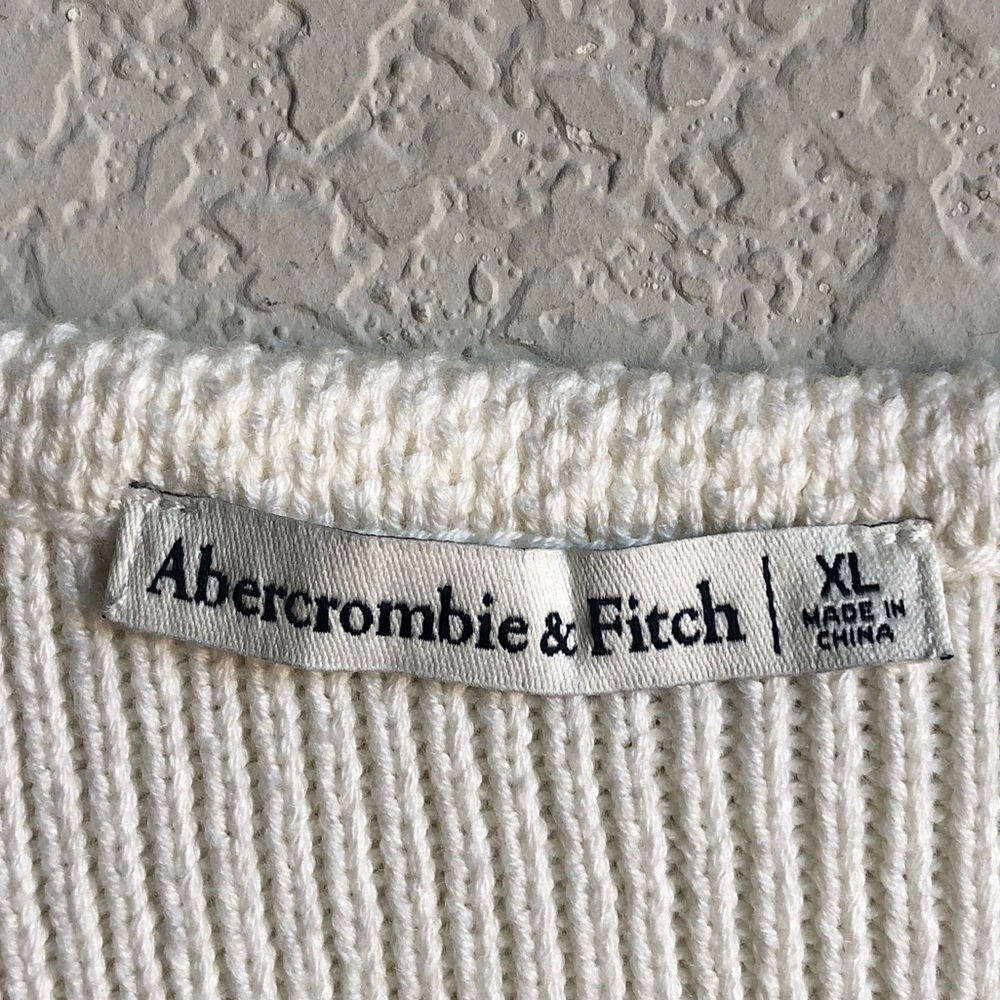 Abercrombie & Fitch | XL
MADE IN
CHINA